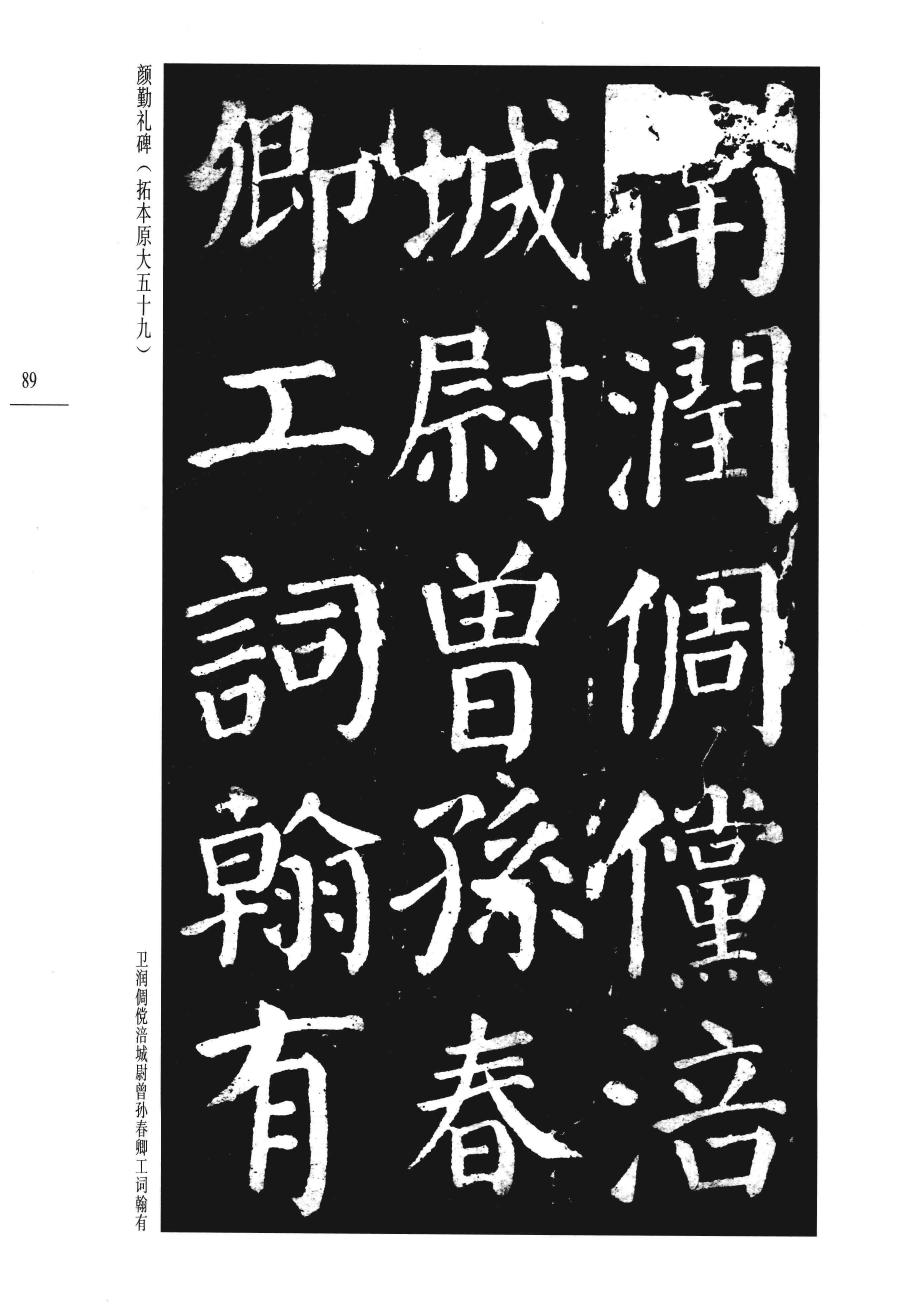 衛潤倜儻涪
城尉曾孫春
卿工詞翰有
颜勤礼碑（拓本原大五十九）
卫润倜傥涪城尉曾孙春卿工词翰有
89